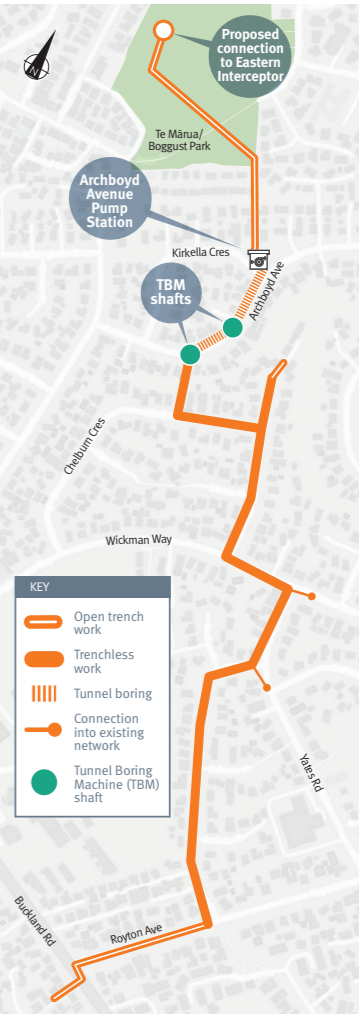 N
Proposed
connection
to Eastern
Interceptor
Te Mārua/
Boggust Park
Archboyd
Avenue
Pump
Station
Kirkella Cres
TBM
shafts
Archboyd Ave
Chelburn Cres
Wickman Way
KEY
Open trench
work
Trenchless
work
Tunnel boring
Connection
into existing
network
Tunnel Boring
Machine (TBM)
shaft
Yates Rd
Buckland Rd
Royton Ave